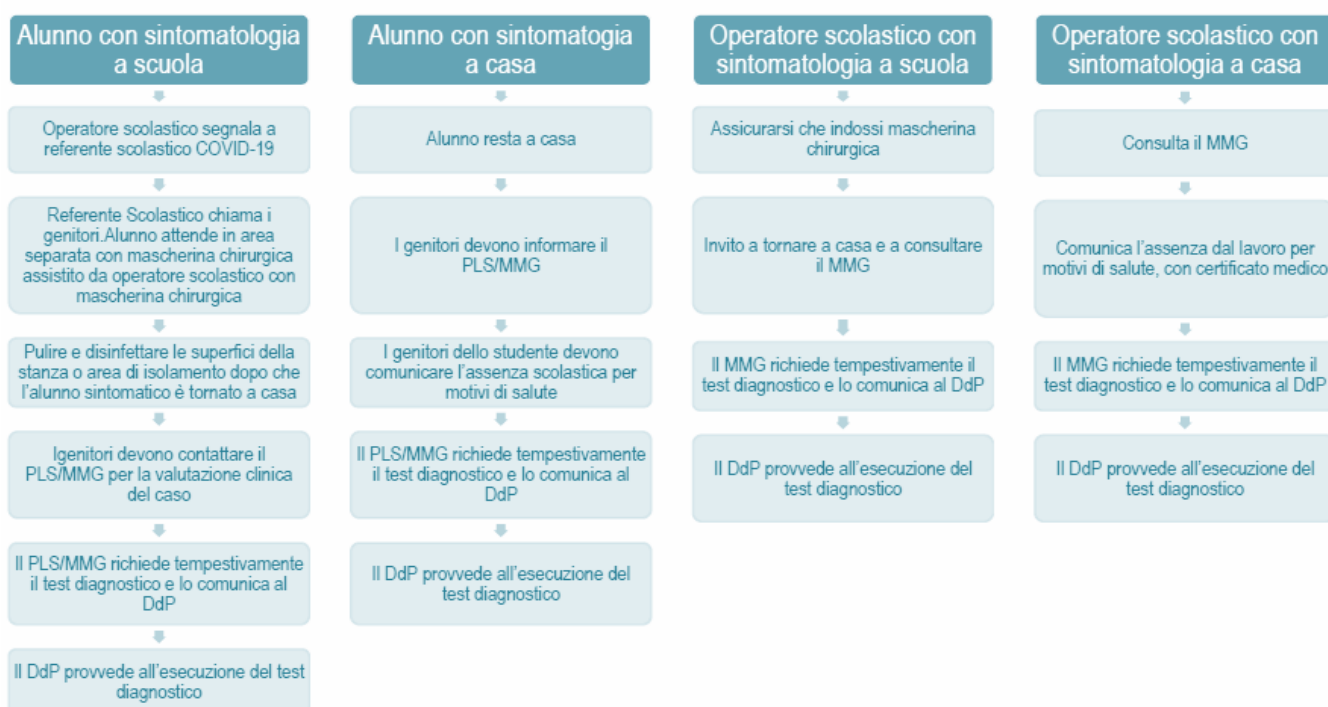 Alunno con sintomatologia
a scuola
Operatore scolastico segnala a
referente scolastico COVID-19
Referente Scolastico chiama i
genitori.Alunno attende in area
separata con mascherina chirurgica
assistito da operatore scolastico con
mascherina chirurgica
Pulire e disinfettare le superfici della
stanza o area di isolamento dopo che
l'alunno sintomatico è tornato a casa
Igenitori devono contattare il
PLS/MMG per la valutazione clinica
del caso
Il PLS/MMG richiede tempestivamente
il test diagnostico e lo comunica al
DdP
Il DdP provvede all'esecuzione del test
diagnostico
Alunno con sintomatogia
a casa
Alunno resta a casa
I genitori devono informare il
PLS/MMG
I genitori dello studente devono
comunicare l'assenza scolastica per
motivi di salute
Il PLS/MMG richiede tempestivamente
il test diagnostico e lo comunica al
DdP
Il DdP provvede all'esecuzione del
test diagnostico
Operatore scolastico con
sintomatologia a scuola
Assicurarsi che indossi mascherina
chirurgica
Invito a tornare a casa e a consultare
il MMG
Il MMG richiede tempestivamente il
test diagnostico e lo comunica al DdP
Il DdP provvede all'esecuzione del
test diagnostico
Operatore scolastico con
sintomatologia a casa
Consulta il MMG
Comunica l'assenza dal lavoro per
motivi di salute, con certificato medico
Il MMG richiede tempestivamente il
test diagnostico e lo comunica al DdP
Il DdP provvede all'esecuzione del
test diagnostico